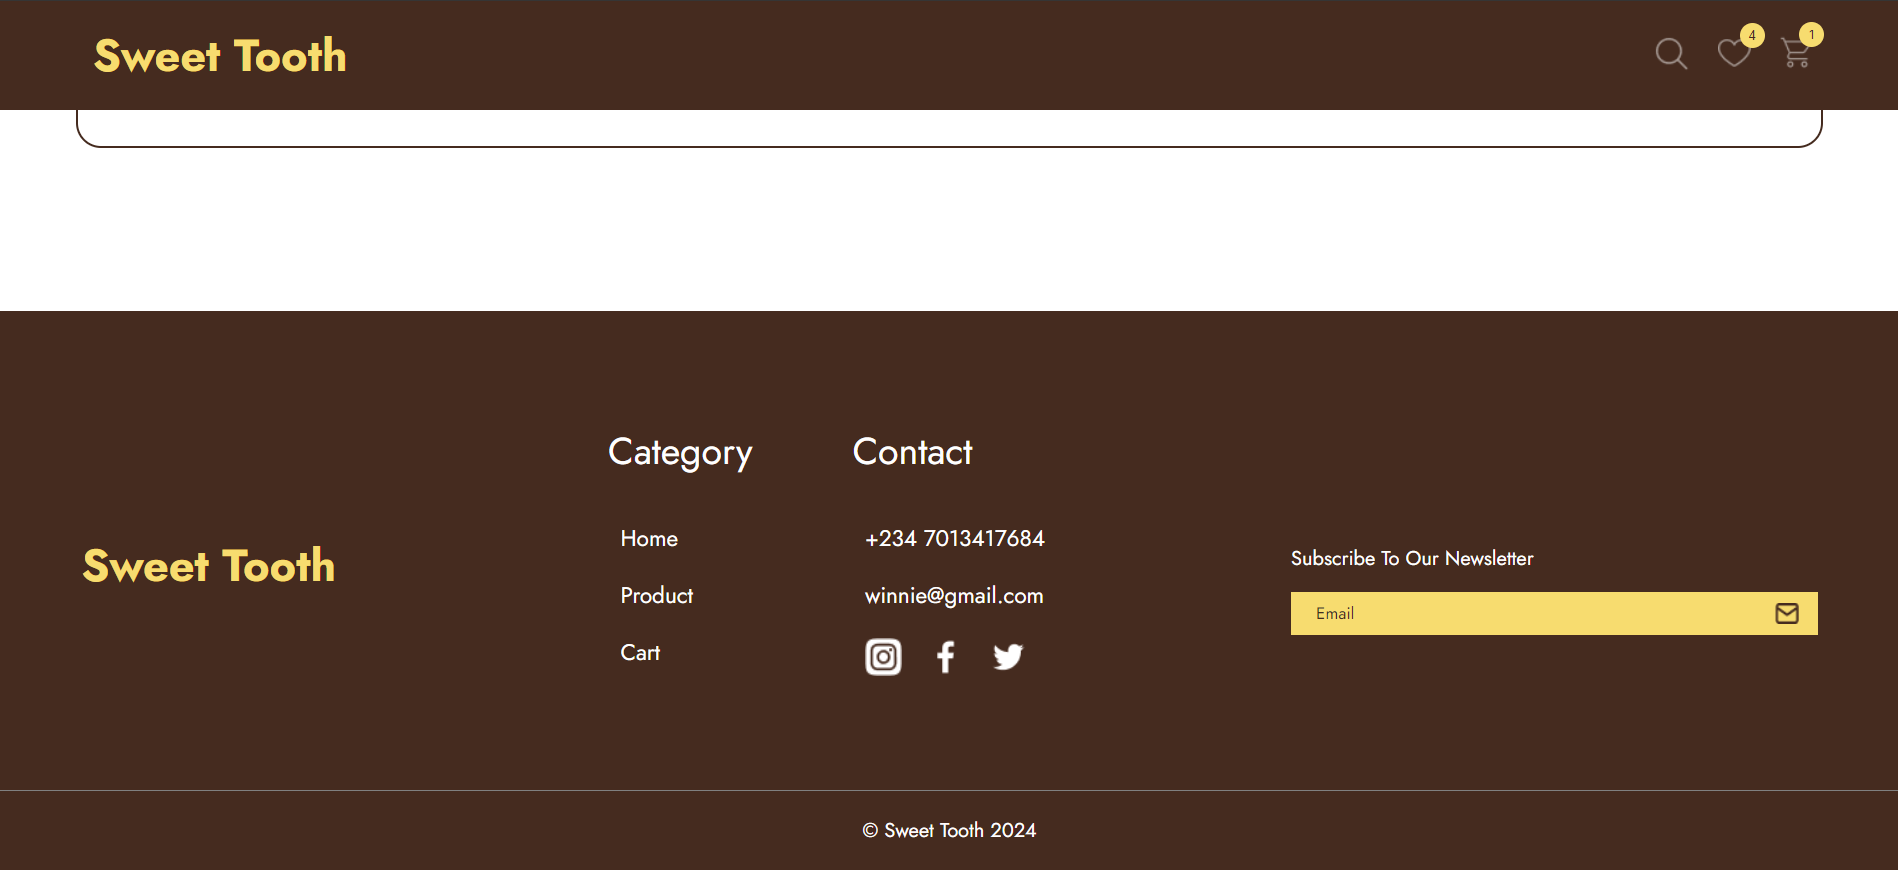 Sweet Tooth
4
1
Category
Contact
Home
+234 7013417684
Sweet Tooth
Subscribe To Our Newsletter
Product
winnie@gmail.com
Email
Cart
© Sweet Tooth 2024